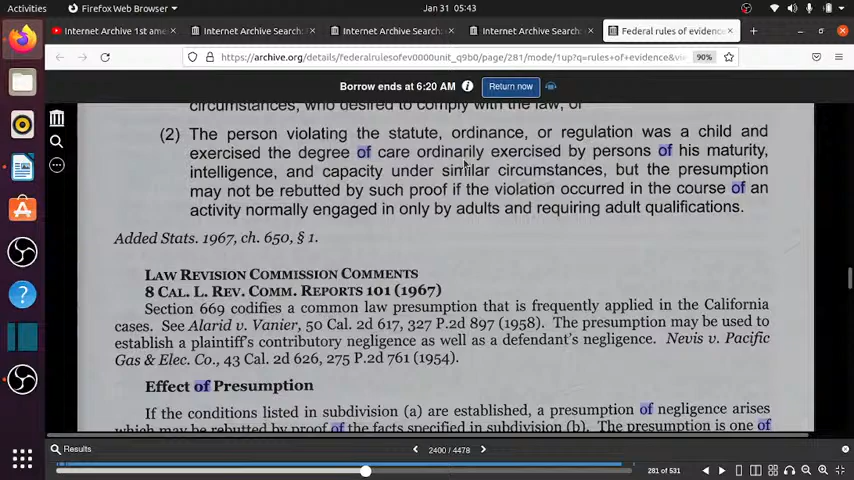 Activities
Firefox Web Browser
Jan 31 05:43
Internet Archive 1st ame
Internet Archive Search:
Internet Archive Search:
Internet Archive Search:
Federal rules of evidence
https://archive.org/details/federalrulesofev0000unit_q9b0/page/281/mode/1up?q=rules+of+evidence&vi
90%
Borrow ends at 6:20 AM
Return now
circumstances, who desired to comply with the law; or
(2) The person violating the statute, ordinance, or regulation was a child and
exercised the degree of care ordinarily exercised by persons of his maturity,
intelligence, and capacity under similar circumstances, but the presumption
may not be rebutted by such proof if the violation occurred in the course of an
activity normally engaged in only by adults and requiring adult qualifications.
Added Stats. 1967, ch. 650, § 1.
LAW REVISION COMMISSION COMMENTS
8 CAL. L. REV. COMM. REPORTS 101 (1967)
Section 669 codifies a common law presumption that is frequently applied in the California
cases. See Alarid v. Vanier, 50 Cal. 2d 617, 327 P.2d 897 (1958). The presumption may be used to
establish a plaintiff's contributory negligence as well as a defendant's negligence. Nevis v. Pacific
Gas & Elec. Co., 43 Cal. 2d 626, 275 P.2d 761 (1954).
Effect of Presumption
If the conditions listed in subdivision (a) are established, a presumption of negligence arises
which may be rebutted by proof of the facts specified in subdivision (b). The presumption is one of
Results
2400 / 4478
281 of 531